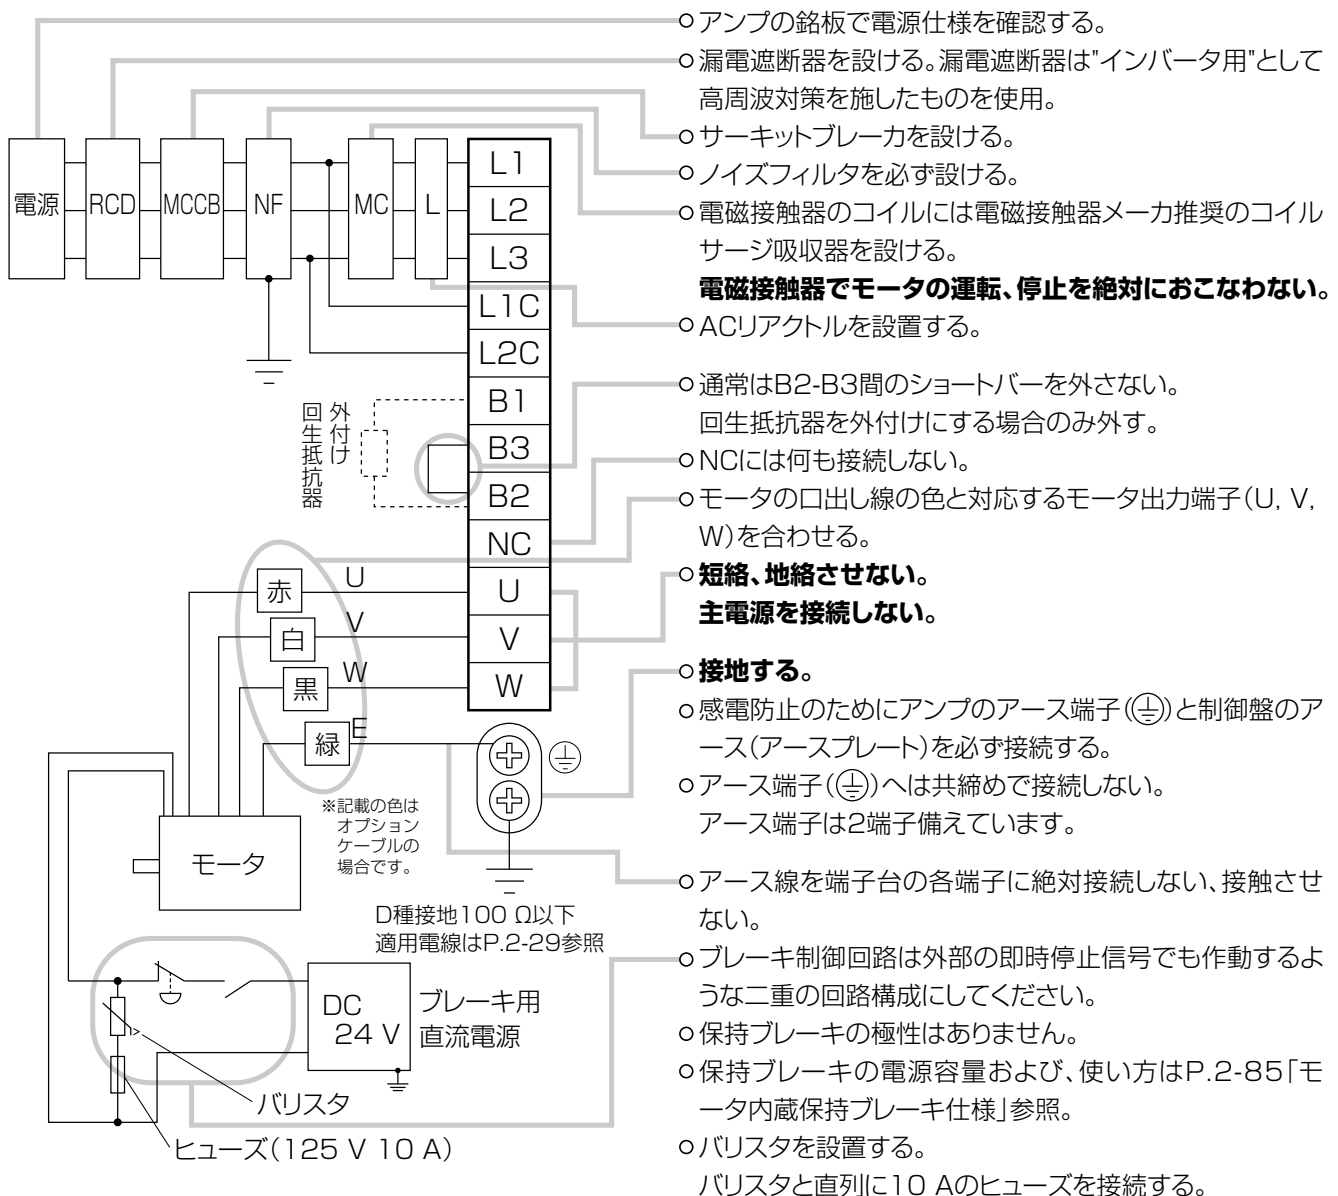 アンプの銘板で電源仕様を確認する。
漏電遮断器を設ける。漏電遮断器は"インバータ用"として
高周波対策を施したものを使用。
サーキットブレーカを設ける。
ノイズフィルタを必ず設ける。
電磁接触器のコイルには電磁接触器メーカ推奨のコイル
サージ吸収器を設ける。
電磁接触器でモータの運転、停止を絶対におこなわない。
ACリアクトルを設置する。
通常はB2-B3間のショートバーを外さない。
回生抵抗器を外付けにする場合のみ外す。
NCには何も接続しない。
モータの口出し線の色と対応するモータ出力端子(U, V,
W)を合わせる。
短絡、地絡させない。
主電源を接続しない。
接地する。
感電防止のためにアンプのアース端子(⏚)と制御盤のア
ース(アースプレート)を必ず接続する。
アース端子(⏚)へは共締めで接続しない。
アース端子は2端子備えています。
アース線を端子台の各端子に絶対接続しない、接触させ
ない。
ブレーキ制御回路は外部の即時停止信号でも作動するよ
うな二重の回路構成にしてください。
保持ブレーキの極性はありません。
保持ブレーキの電源容量および、使い方はP.2-85「モ
ータ内蔵保持ブレーキ仕様」参照。
バリスタを設置する。
バリスタと直列に10 Aのヒューズを接続する。
電源
RCD
MCCB
NF
MC
L
L1
L2
L3
L1C
L2C
B1
B3
B2
NC
U
V
W
外付け
回生抵抗器
赤
U
白
V
黒
W
緑
E
※記載の色は
オプション
ケーブルの
場合です。
モータ
D種接地100 Ω以下
適用電線はP.2-29参照
DC
24 V
ブレーキ用
直流電源
バリスタ
ヒューズ(125 V 10 A)